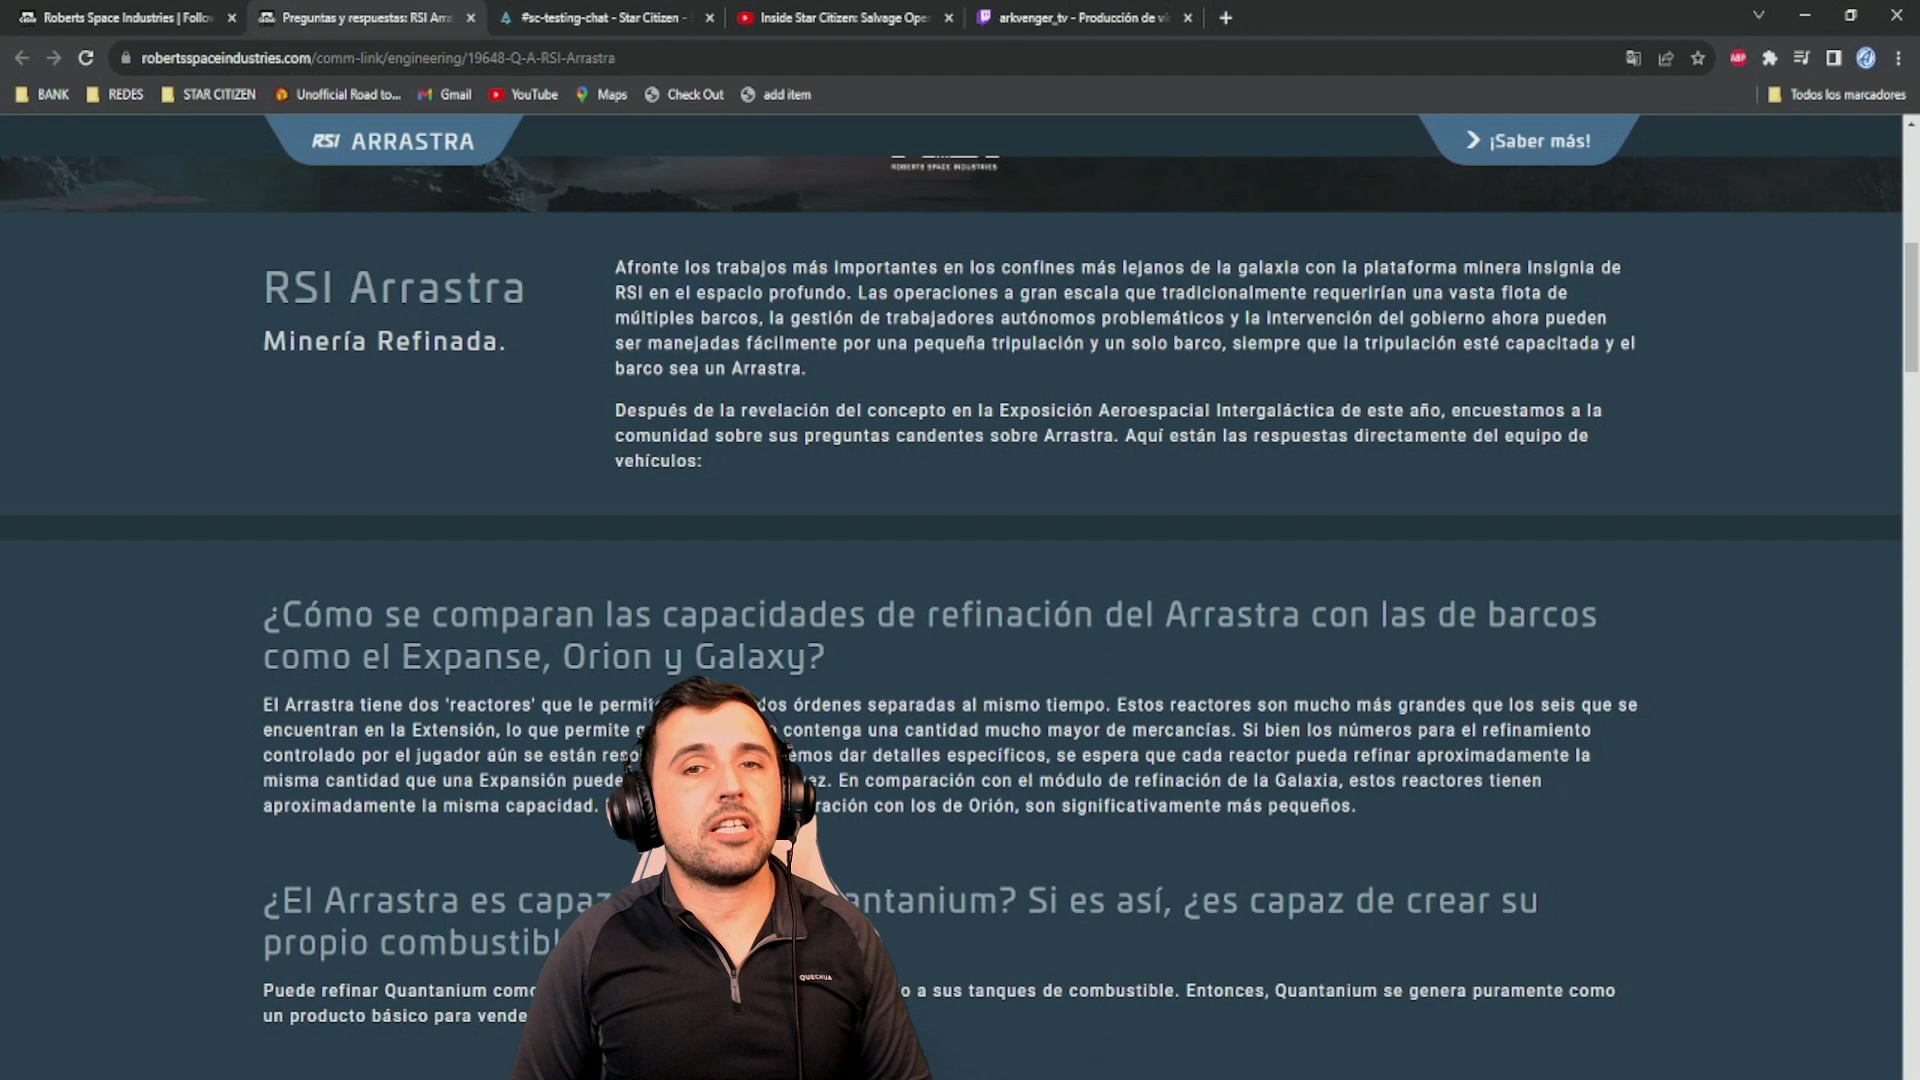 Roberts Space Industries | Follow
Preguntas y respuestas: RSI Arra
#sc-testing-chat - Star Citizen -
Inside Star Citizen: Salvage Oper
arkvenger_tv - Producción de
robertsspaceindustries.com/comm-link/engineering/19648-Q-A-RSI-Arrastra
ABP
BANK
REDES
STAR CITIZEN
Unofficial Road to...
Gmail
YouTube
Maps
Check Out
add item
Todos los marcadores
RSI ARRASTRA
¡Saber más!
ROBERTS SPACE INDUSTRIES
RSI Arrastra
Minería Refinada.
Afronte los trabajos más importantes en los confines más lejanos de la galaxia con la plataforma minera insignia de
RSI en el espacio profundo. Las operaciones a gran escala que tradicionalmente requerirían una vasta flota de
múltiples barcos, la gestión de trabajadores autónomos problemáticos y la intervención del gobierno ahora pueden
ser manejadas fácilmente por una pequeña tripulación y un solo barco, siempre que la tripulación esté capacitada y el
barco sea un Arrastra.
Después de la revelación del concepto en la Exposición Aeroespacial Intergaláctica de este año, encuestamos a la
comunidad sobre sus preguntas candentes sobre Arrastra. Aquí están las respuestas directamente del equipo de
vehículos:
¿Cómo se comparan las capacidades de refinación del Arrastra con las de barcos
como el Expanse, Orion y Galaxy?
El Arrastra tiene dos 'reactores' que le permit dos órdenes separadas al mismo tiempo. Estos reactores son mucho más grandes que los seis que se
encuentran en la Extensión, lo que permite contenga una cantidad mucho mayor de mercancías. Si bien los números para el refinamiento
controlado por el jugador aún se están reso emos dar detalles específicos, se espera que cada reactor pueda refinar aproximadamente la
misma cantidad que una Expansión puede vez. En comparación con el módulo de refinación de la Galaxia, estos reactores tienen
aproximadamente la misma capacidad. ración con los de Orión, son significativamente más pequeños.
¿El Arrastra es capaz antanium? Si es así, ¿es capaz de crear su
propio combustibl
Puede refinar Quantanium como o a sus tanques de combustible. Entonces, Quantanium se genera puramente como
un producto básico para vende
QUECHUA